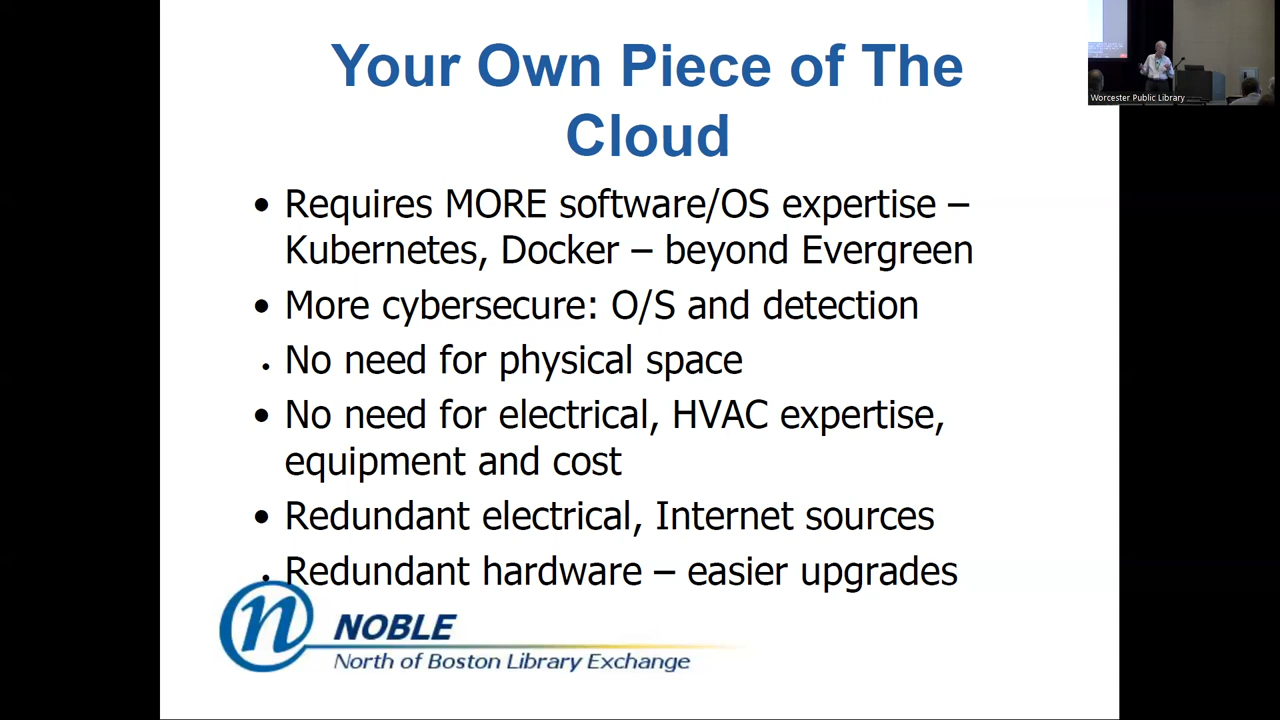 Your Own Piece of The
Cloud
• Requires MORE software/OS expertise –
Kubernetes, Docker – beyond Evergreen
• More cybersecure: O/S and detection
• No need for physical space
• No need for electrical, HVAC expertise,
equipment and cost
• Redundant electrical, Internet sources
• Redundant hardware – easier upgrades
n NOBLE
North of Boston Library Exchange
Worcester Public Library